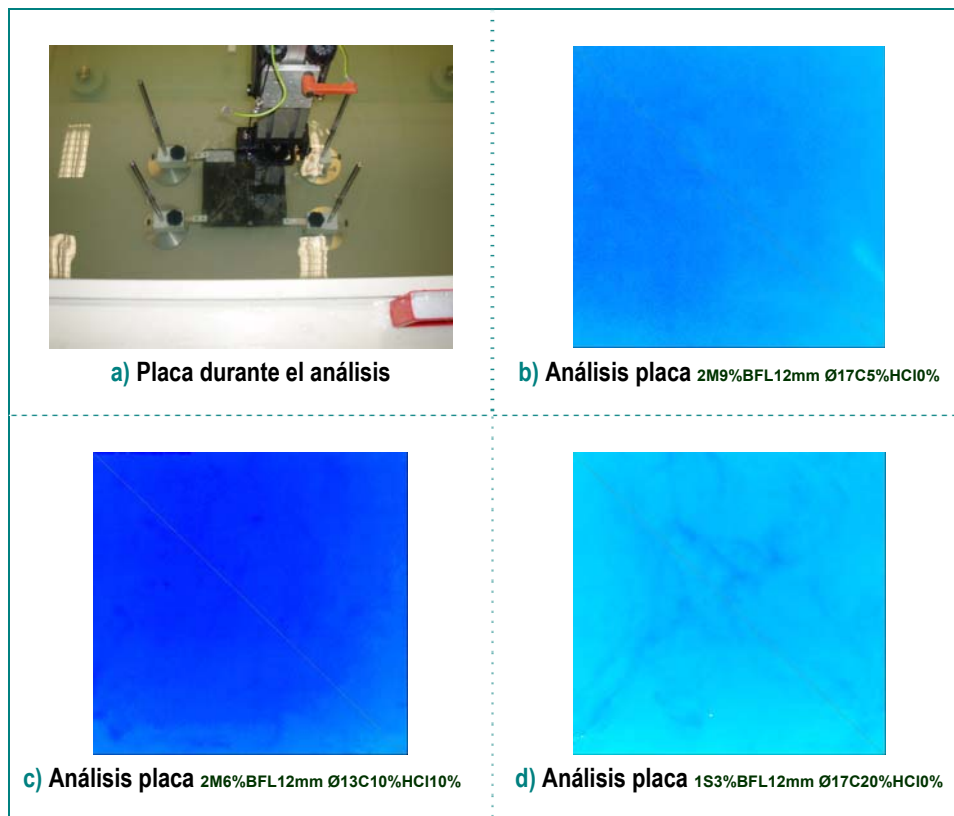 a) Placa durante el análisis
b) Análisis placa 2M9%BFL12mm Ø17C5%HCl0%
c) Análisis placa 2M6%BFL12mm Ø13C10%HCl10%
d) Análisis placa 1S3%BFL12mm Ø17C20%HCl0%